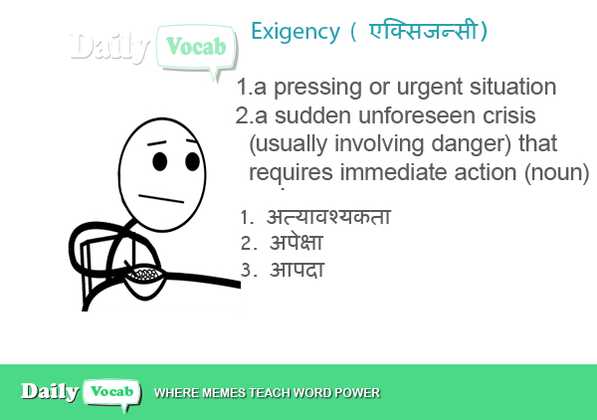 Daily Vocab
Exigency ( एक्सिजन्सी)
1.a pressing or urgent situation
2.a sudden unforeseen crisis
(usually involving danger) that
requires immediate action (noun)
1. अत्यावश्यकता
2. अपेक्षा
3. आपदा
Daily Vocab WHERE MEMES TEACH WORD POWER